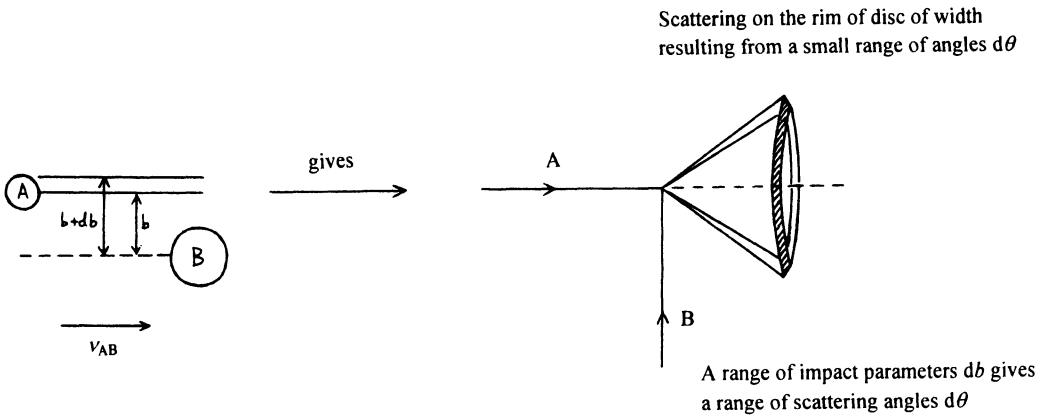 Scattering on the rim of disc of width
resulting from a small range of angles dθ
gives
A
A
b+db
b
B
B
v_AB
A range of impact parameters db gives
a range of scattering angles dθ